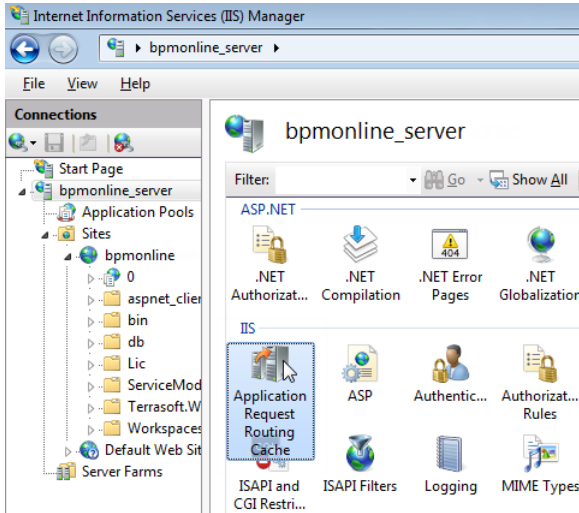 Internet Information Services (IIS) Manager
bpmonline_server
File View Help
Connections
Start Page
bpmonline_server
Application Pools
Sites
bpmonline
0
aspnet_clien
bin
db
Lic
ServiceMod
Terrasoft.W
Workspaces
Default Web Sit
Server Farms
bpmonline_server
Filter: Go Show All
ASP.NET
.NET Authorizat...
.NET Compilation
404
.NET Error Pages
.NET Globalization
IIS
Application Request Routing Cache
ASP
Authentic...
Authorizat... Rules
ISAPI and CGI Restri...
ISAPI Filters
Logging
MIME Types